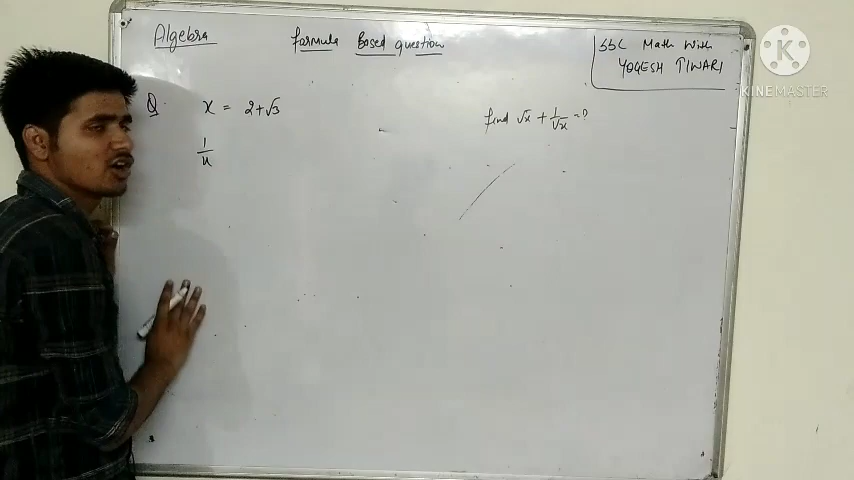 Algebra
formula Based question
SSC Math With
YOGESH TIWARI
KINEMASTER
Q x = 2+√3
find √x + 1/√x = ?
1/x